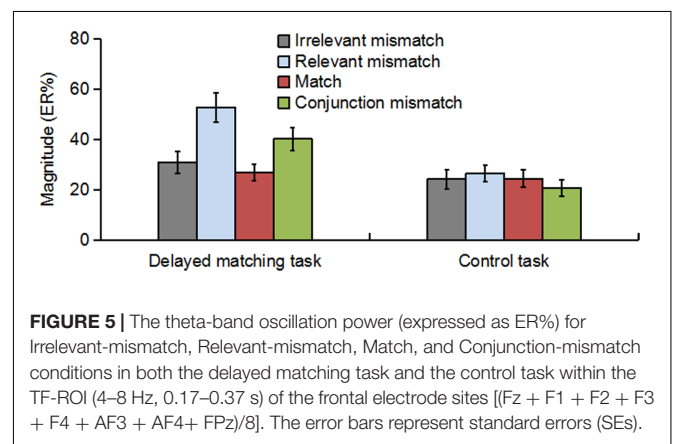 80
60
40
20
0
Magnitude (ER%)
Irrelevant mismatch
Relevant mismatch
Match
Conjunction mismatch
Delayed matching task
Control task
FIGURE 5 | The theta-band oscillation power (expressed as ER%) for
Irrelevant-mismatch, Relevant-mismatch, Match, and Conjunction-mismatch
conditions in both the delayed matching task and the control task within the
TF-ROI (4–8 Hz, 0.17–0.37 s) of the frontal electrode sites [(Fz + F1 + F2 + F3
+ F4 + AF3 + AF4+ FPz)/8]. The error bars represent standard errors (SEs).